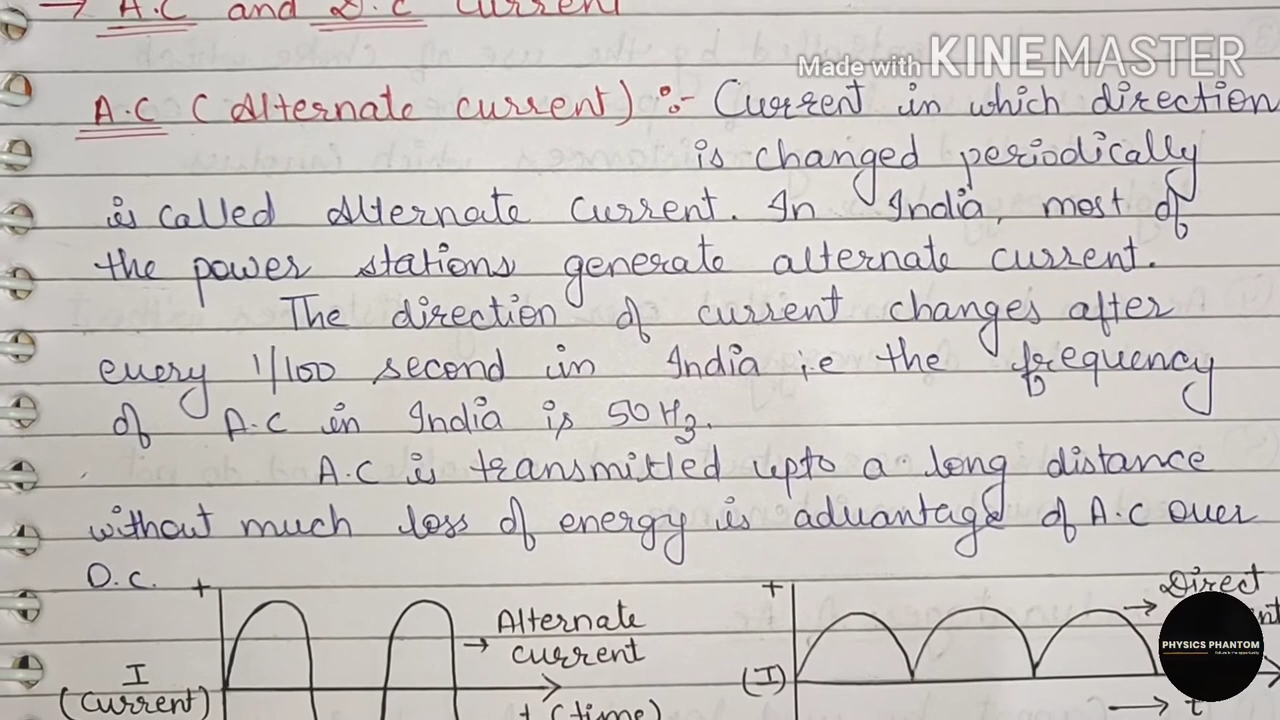 → A.C and D.C Current
Made with KINEMASTER
A.C (Alternate current) :- Current in which direction
is changed periodically
is called Alternate Current. In India, most of
the power stations generate alternate current.
The direction of current changes after
every 1/100 second in India i.e the frequency
of A.C in India is 50Hz.
A.C is transmitted upto a long distance
without much loss of energy is advantage of A.C over
D.C.
+
Alternate
current
I
(Current)
t (time)
+
Direct
(I)
t
PHYSICS PHANTOM